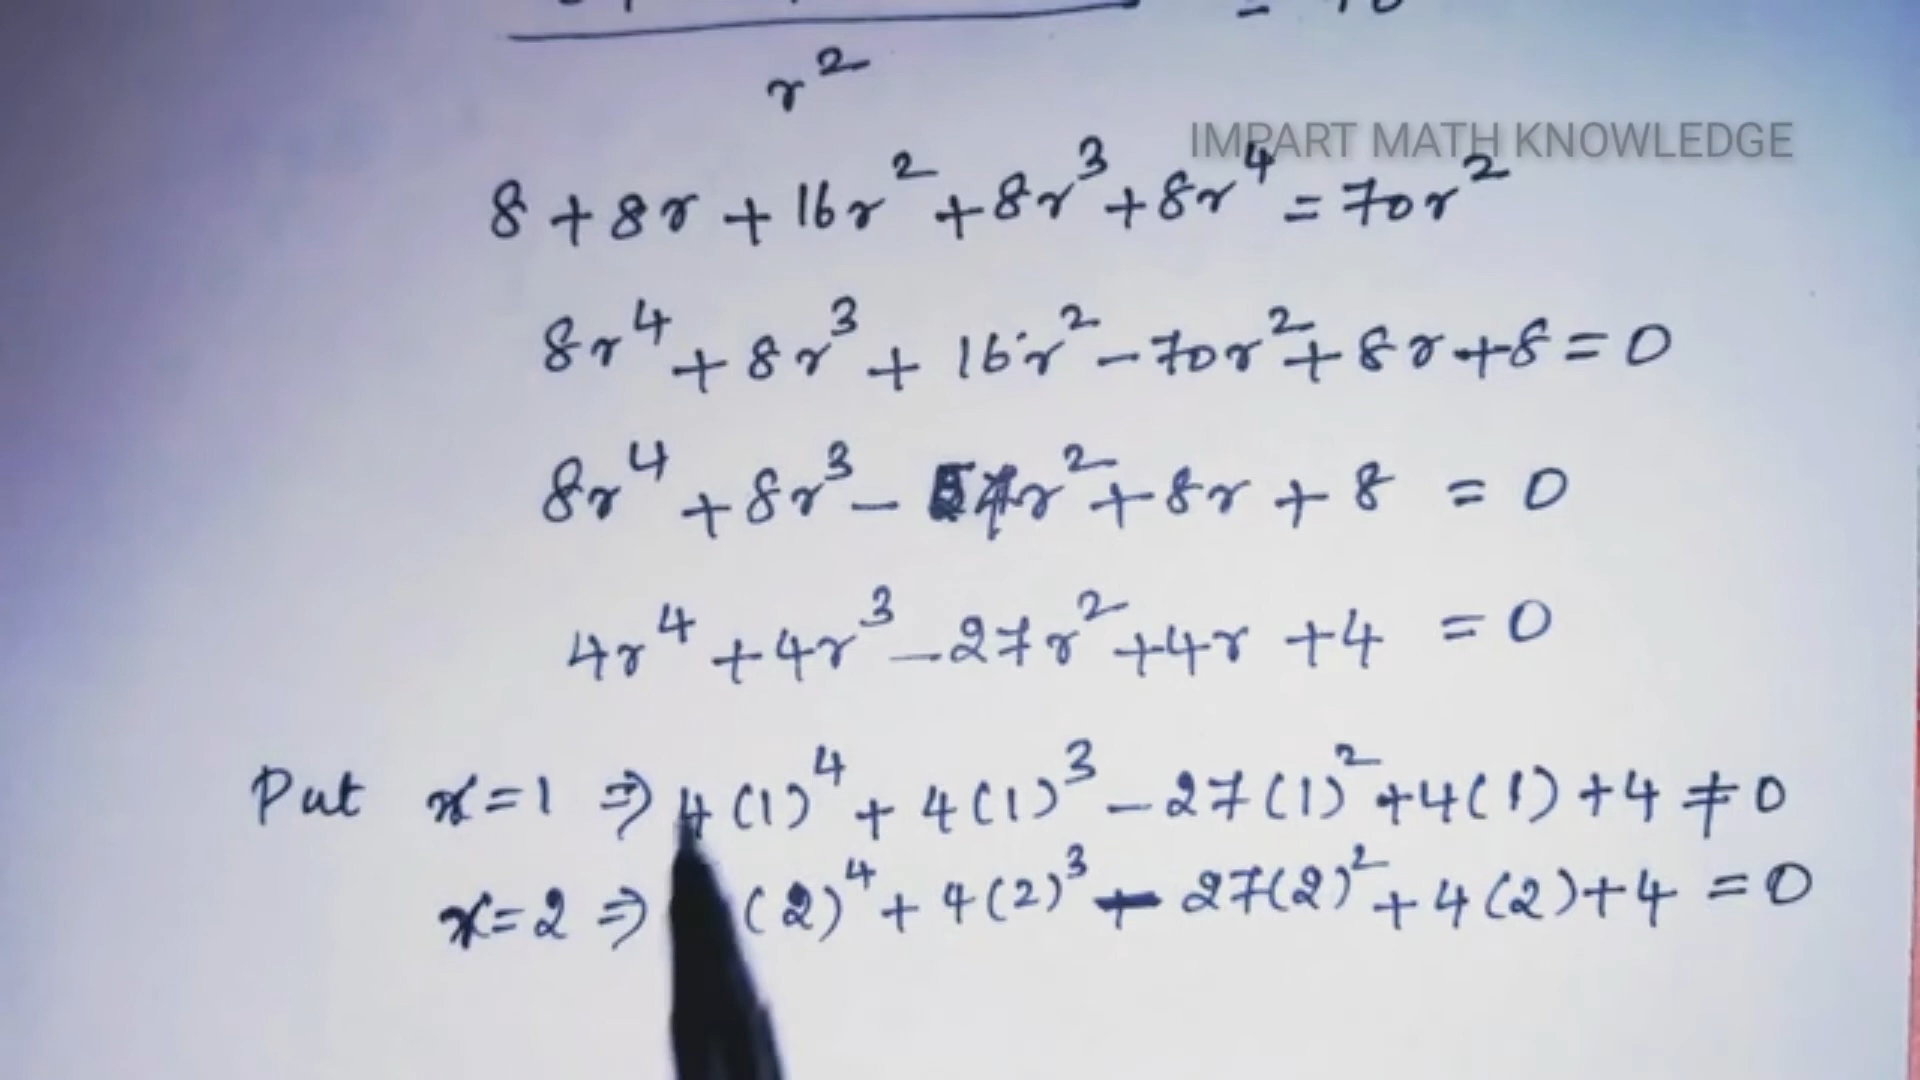 r²
IMPART MATH KNOWLEDGE
8 + 8r + 16r² + 8r³ + 8r⁴ = 70r²
8r⁴ + 8r³ + 16r² - 70r² + 8r + 8 = 0
8r⁴ + 8r³ - 54r² + 8r + 8 = 0
4r⁴ + 4r³ - 27r² + 4r + 4 = 0
Put x=1 ⇒ 4(1)⁴ + 4(1)³ - 27(1)² + 4(1) + 4 ≠ 0
x=2 ⇒ (2)⁴ + 4(2)³ - 27(2)² + 4(2) + 4 = 0